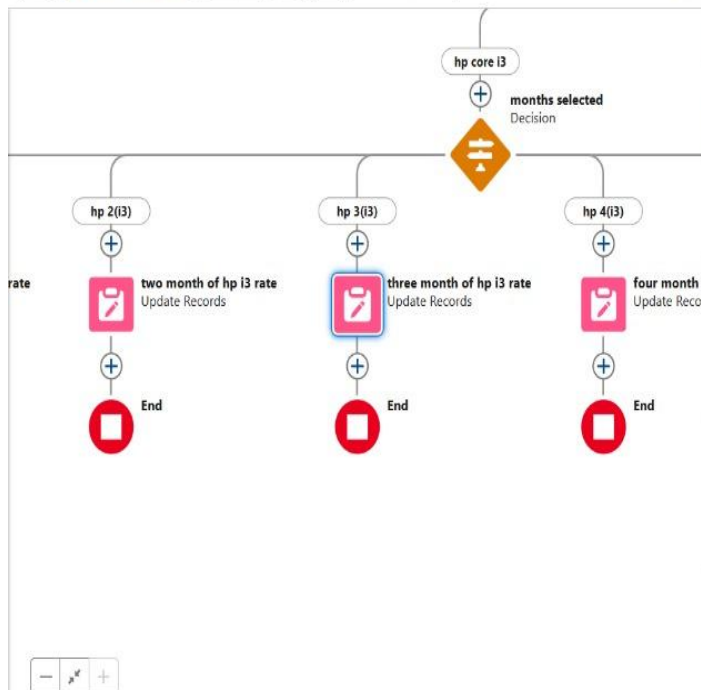 hp core i3
months selected
Decision
hp 2(i3)
hp 3(i3)
hp 4(i3)
rate
two month of hp i3 rate
Update Records
three month of hp i3 rate
Update Records
four month
Update Reco
End
End
End